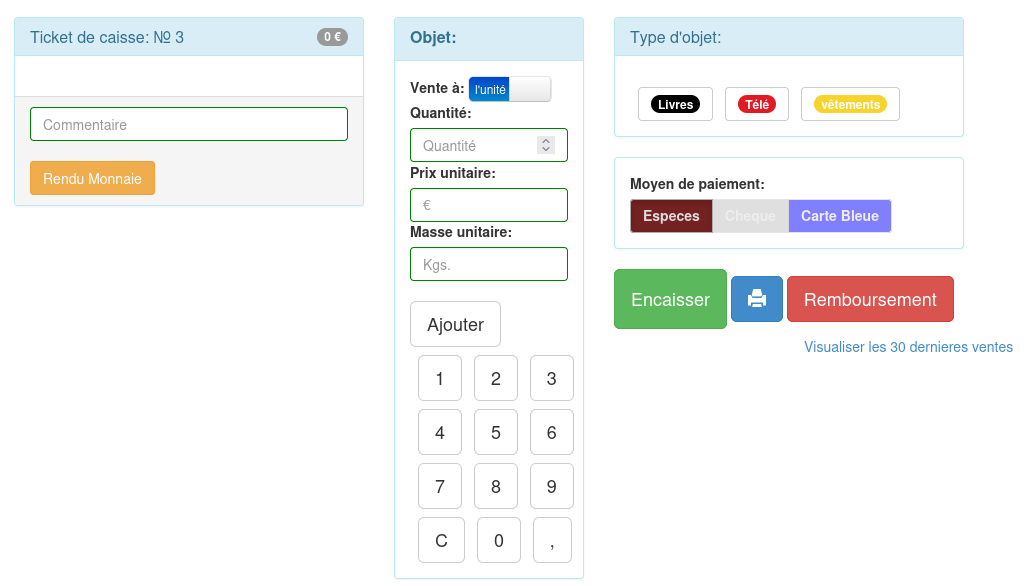 Ticket de caisse: № 3
0 €
Commentaire
Rendu Monnaie
Objet:
Vente à: l'unité
Quantité:
Quantité
Prix unitaire:
€
Masse unitaire:
Kgs.
Ajouter
1 2 3
4 5 6
7 8 9
C 0 ,
Type d'objet:
Livres Télé vêtements
Moyen de paiement:
Especes Cheque Carte Bleue
Encaisser Remboursement
Visualiser les 30 dernieres ventes